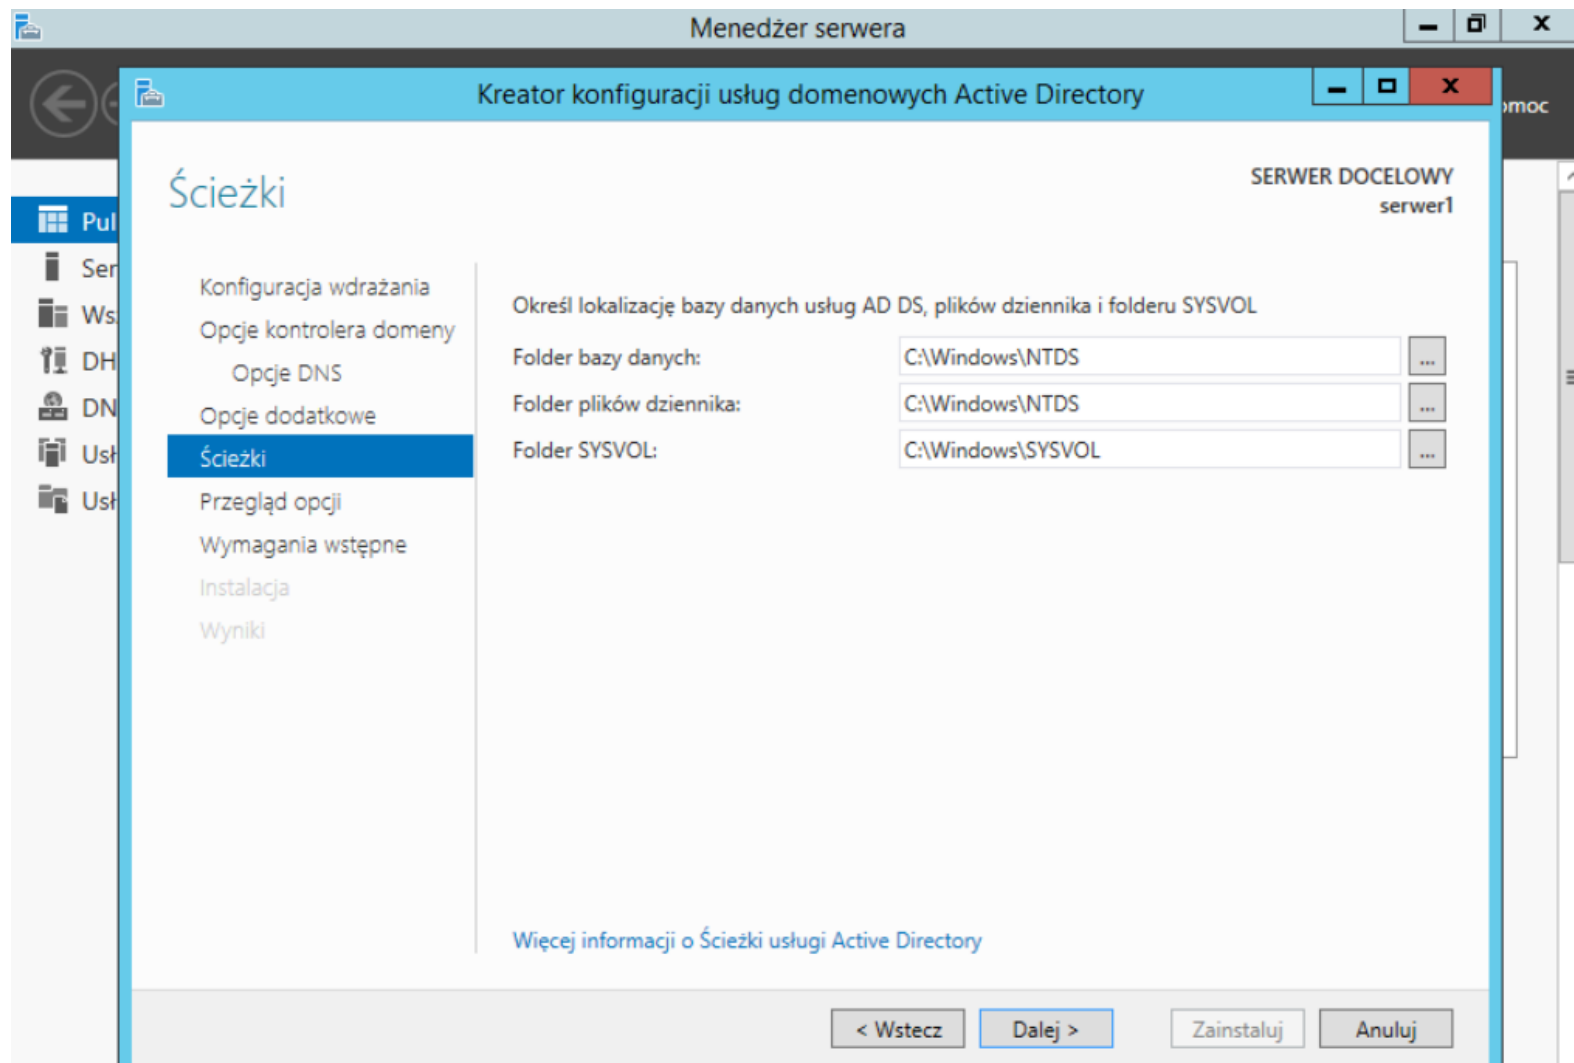 Menedżer serwera
Kreator konfiguracji usług domenowych Active Directory
Ścieżki
SERWER DOCELOWY
serwer1
DH
DN
Konfiguracja wdrażania
Opcje kontrolera domeny
Opcje DNS
Opcje dodatkowe
Ścieżki
Przegląd opcji
Wymagania wstępne
Instalacja
Wyniki
Określ lokalizację bazy danych usług AD DS, plików dziennika i folderu SYSVOL
Folder bazy danych: C:\Windows\NTDS ...
Folder plików dziennika: C:\Windows\NTDS ...
Folder SYSVOL: C:\Windows\SYSVOL ...
Więcej informacji o Ścieżki usługi Active Directory
< Wstecz Dalej > Zainstaluj Anuluj